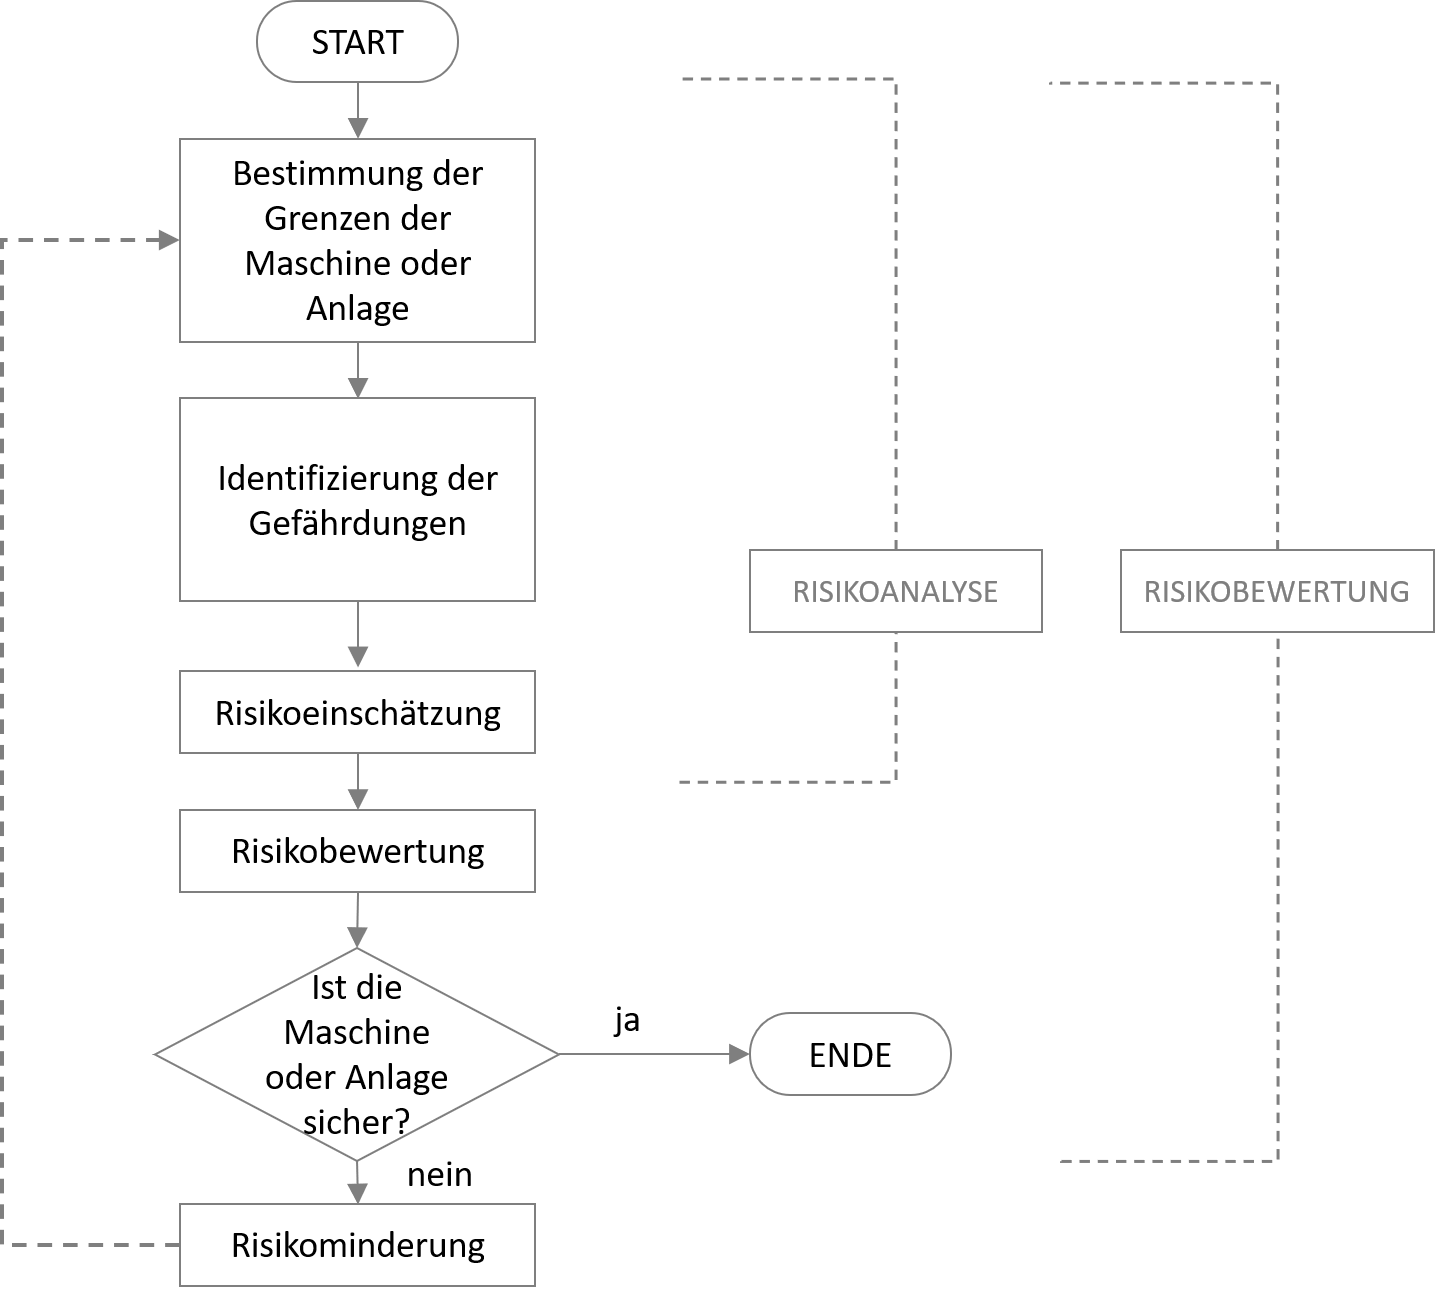 START
Bestimmung der
Grenzen der
Maschine oder
Anlage
Identifizierung der
Gefährdungen
RISIKOANALYSE
RISIKOBEWERTUNG
Risikoeinschätzung
Risikobewertung
Ist die
Maschine
oder Anlage
sicher?
ja
ENDE
nein
Risikominderung